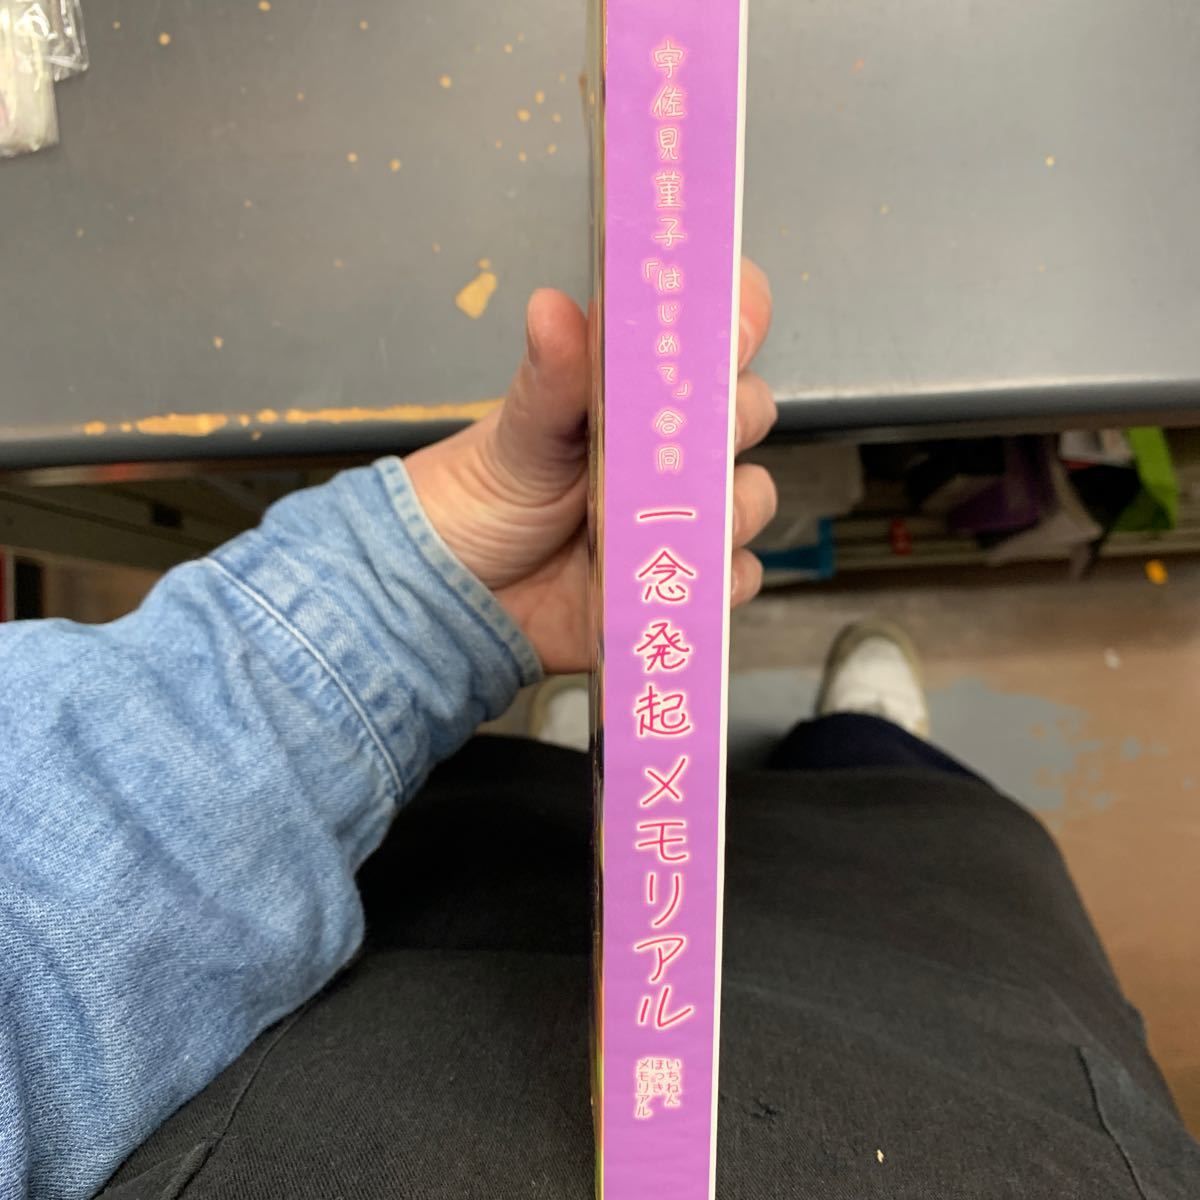 宇佐見菫子「はじめて」合同
一念発起メモリアル
いちねん
ほっき
メモリアル